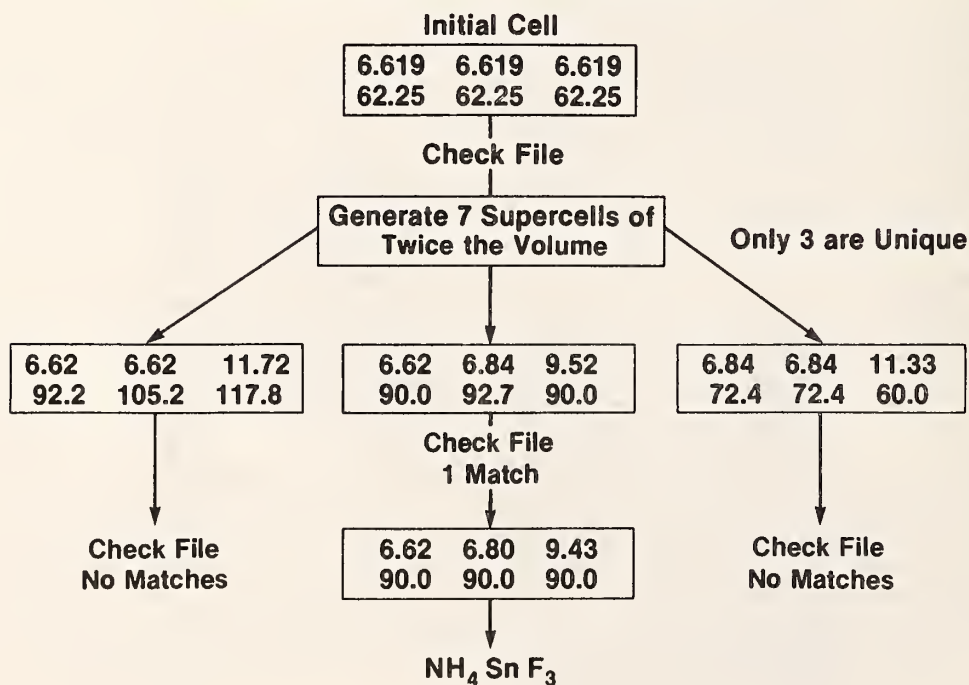 Initial Cell
6.619 6.619 6.619
62.25 62.25 62.25
Check File
Generate 7 Supercells of
Twice the Volume
Only 3 are Unique
6.62 6.62 11.72
92.2 105.2 117.8
6.62 6.84 9.52
90.0 92.7 90.0
6.84 6.84 11.33
72.4 72.4 60.0
Check File
1 Match
Check File
No Matches
6.62 6.80 9.43
90.0 90.0 90.0
Check File
No Matches
NH₄ Sn F₃